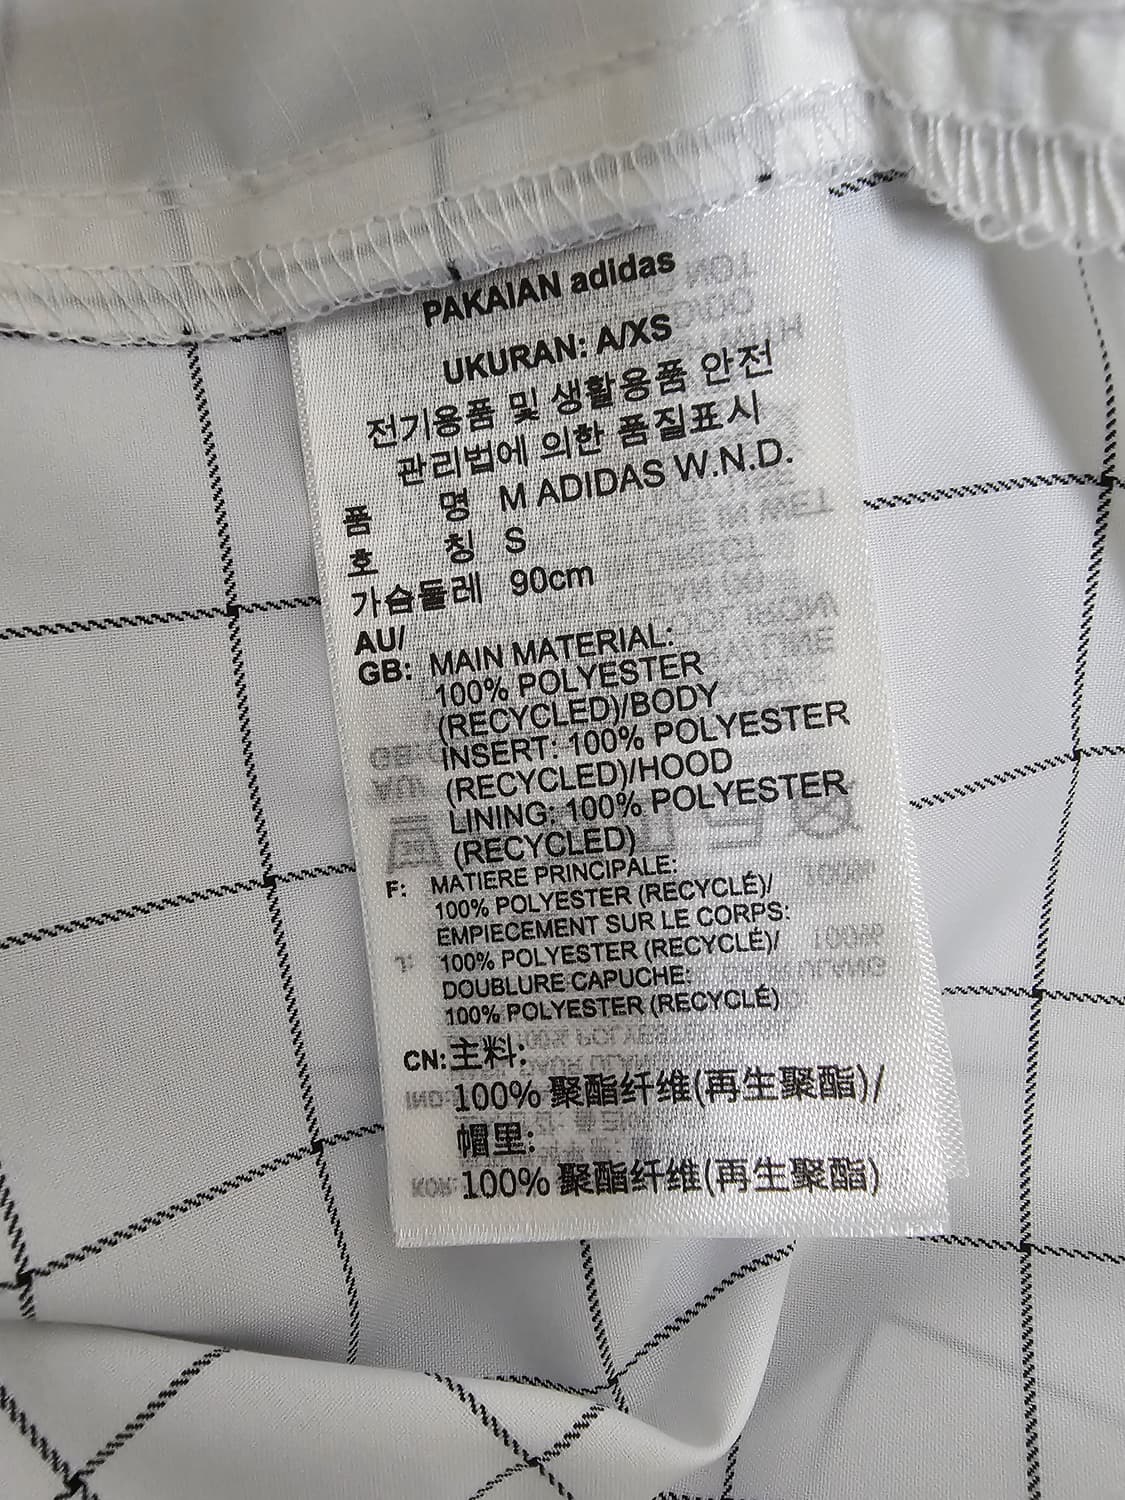 PAKAIAN adidas
UKURAN: A/XS
전기용품 및 생활용품 안전
관리법에 의한 품질표시
품 명 M ADIDAS W.N.D.
호 칭 S
가슴둘레 90cm
AU/
GB: MAIN MATERIAL:
100% POLYESTER
(RECYCLED)/BODY
INSERT: 100% POLYESTER
(RECYCLED)/HOOD
LINING: 100% POLYESTER
(RECYCLED)
F: MATIERE PRINCIPALE:
100% POLYESTER (RECYCLÉ)/
EMPIECEMENT SUR LE CORPS:
100% POLYESTER (RECYCLÉ)/
DOUBLURE CAPUCHE:
100% POLYESTER (RECYCLÉ)
CN: 主料:
100% 聚酯纤维(再生聚酯)/
帽里:
100% 聚酯纤维(再生聚酯)